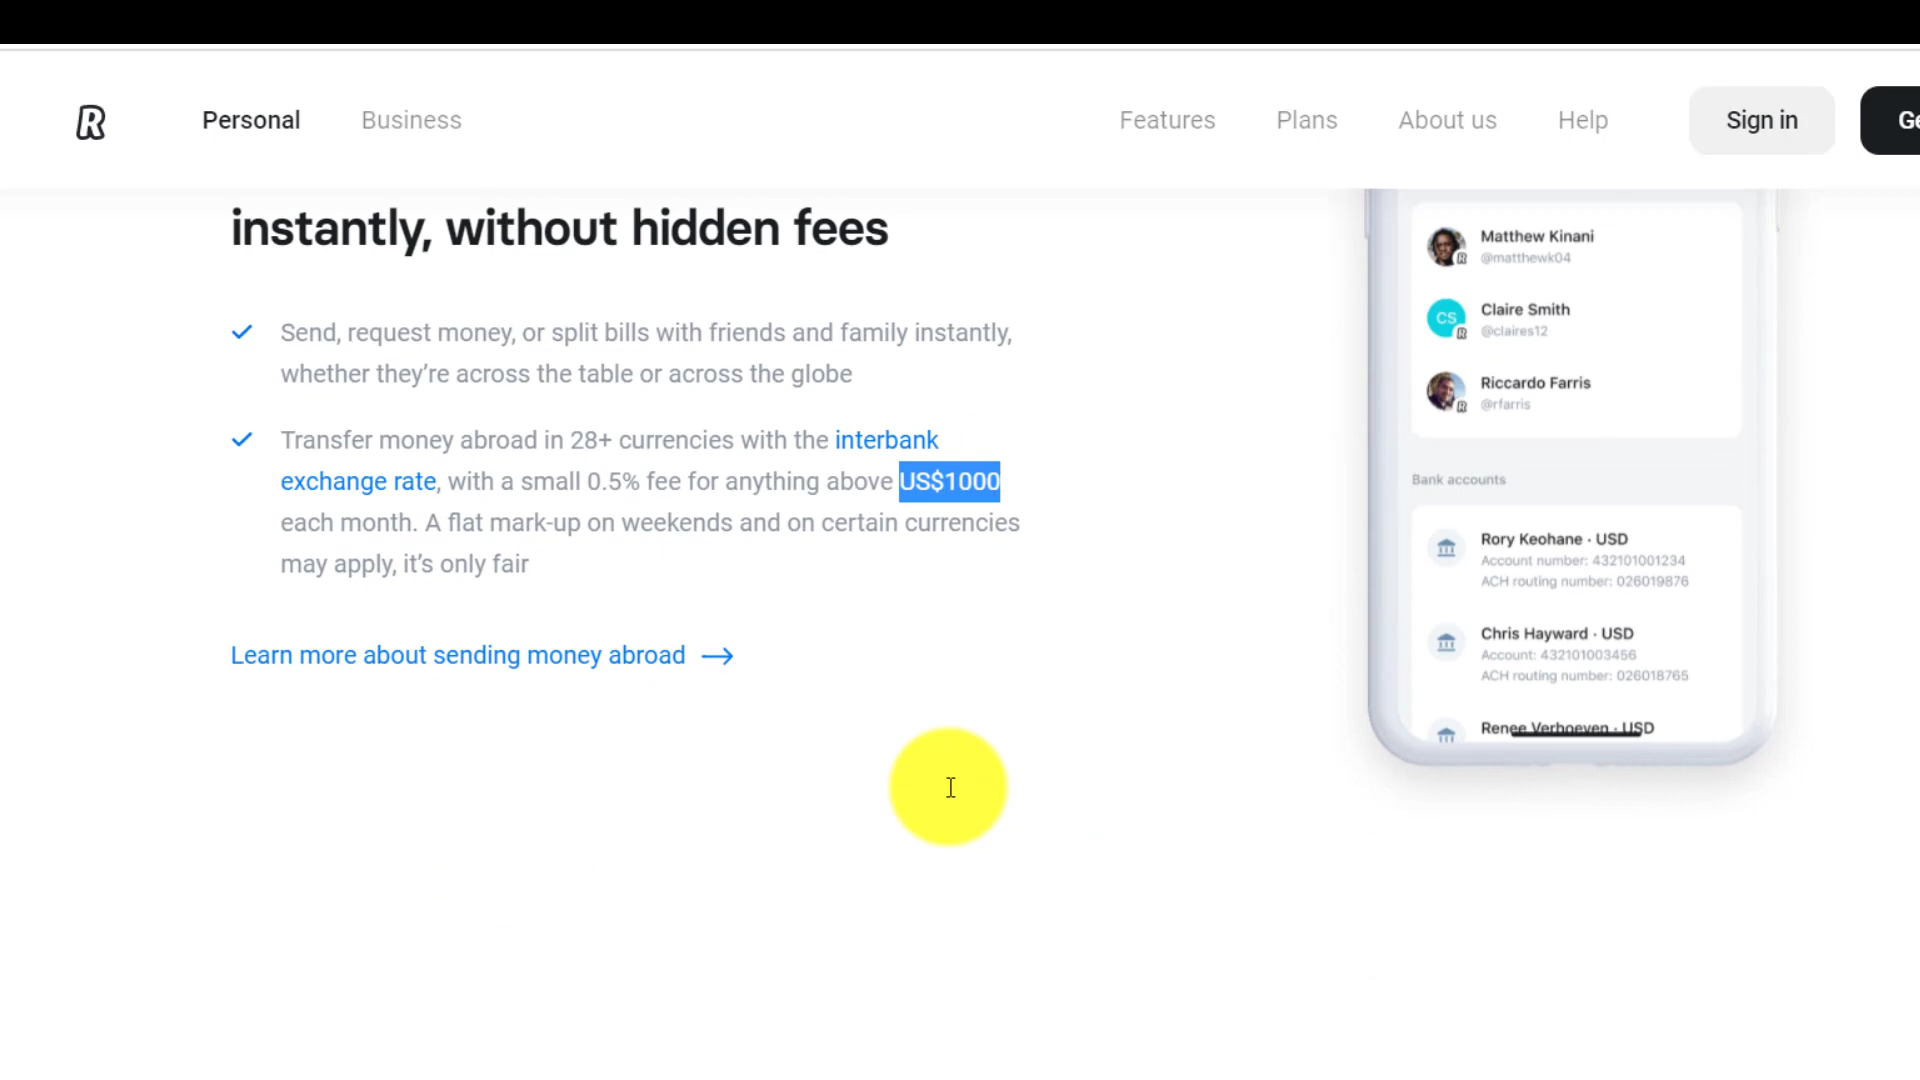 R
Personal
Business
Features
Plans
About us
Help
Sign in
instantly, without hidden fees
Send, request money, or split bills with friends and family instantly,
whether they’re across the table or across the globe
Transfer money abroad in 28+ currencies with the interbank
exchange rate, with a small 0.5% fee for anything above US$1000
each month. A flat mark-up on weekends and on certain currencies
may apply, it’s only fair
Learn more about sending money abroad
Matthew Kinani
@matthewk04
CS
Claire Smith
@claires12
Riccardo Farris
@rfarris
Bank accounts
Rory Keohane · USD
Account number: 432101001234
ACH routing number: 026019876
Chris Hayward · USD
Account: 432101003456
ACH routing number: 026018765
Renee Verhoeven · USD